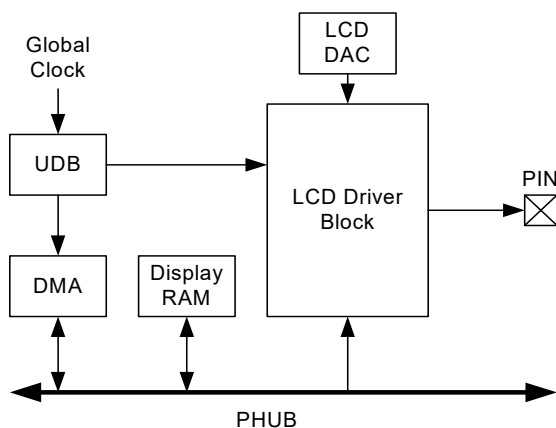 Global
Clock
LCD
DAC
UDB
LCD Driver
Block
PIN
DMA
Display
RAM
PHUB